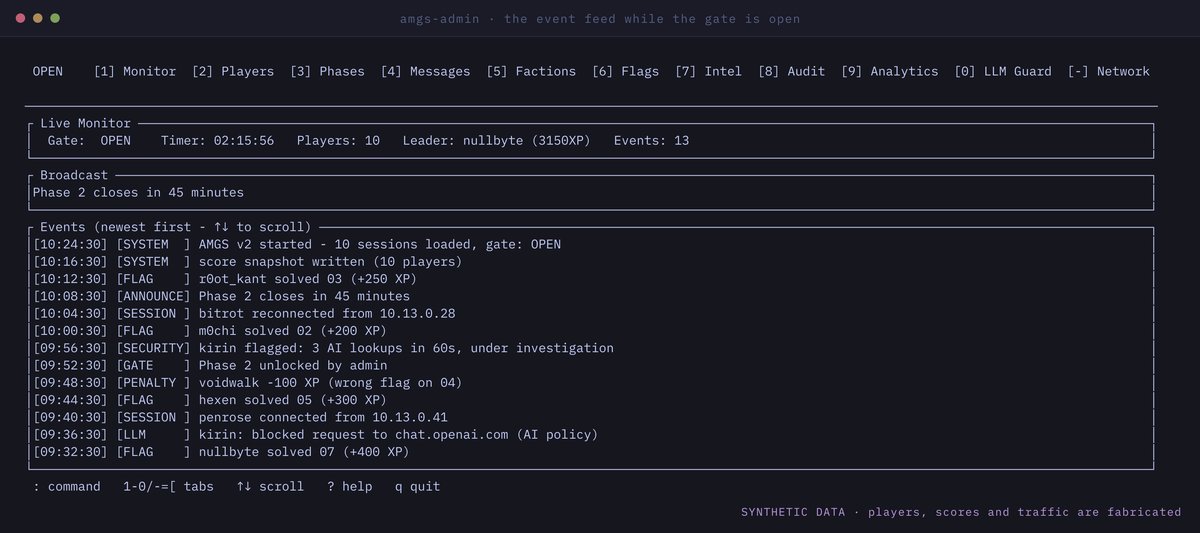 amgs-admin · the event feed while the gate is open
OPEN [1] Monitor [2] Players [3] Phases [4] Messages [5] Factions [6] Flags [7] Intel [8] Audit [9] Analytics [0] LLM Guard [-] Network
Live Monitor
Gate: OPEN Timer: 02:15:56 Players: 10 Leader: nullbyte (3150XP) Events: 13
Broadcast
Phase 2 closes in 45 minutes
Events (newest first - ↑↓ to scroll)
[10:24:30] [SYSTEM ] AMGS v2 started - 10 sessions loaded, gate: OPEN
[10:16:30] [SYSTEM ] score snapshot written (10 players)
[10:12:30] [FLAG ] r0ot_kant solved 03 (+250 XP)
[10:08:30] [ANNOUNCE] Phase 2 closes in 45 minutes
[10:04:30] [SESSION ] bitrot reconnected from 10.13.0.28
[10:00:30] [FLAG ] m0chi solved 02 (+200 XP)
[09:56:30] [SECURITY] kirin flagged: 3 AI lookups in 60s, under investigation
[09:52:30] [GATE ] Phase 2 unlocked by admin
[09:48:30] [PENALTY ] voidwalk -100 XP (wrong flag on 04)
[09:44:30] [FLAG ] hexen solved 05 (+300 XP)
[09:40:30] [SESSION ] penrose connected from 10.13.0.41
[09:36:30] [LLM ] kirin: blocked request to chat.openai.com (AI policy)
[09:32:30] [FLAG ] nullbyte solved 07 (+400 XP)
: command 1-0/-=[ tabs ↑↓ scroll ? help q quit
SYNTHETIC DATA · players, scores and traffic are fabricated